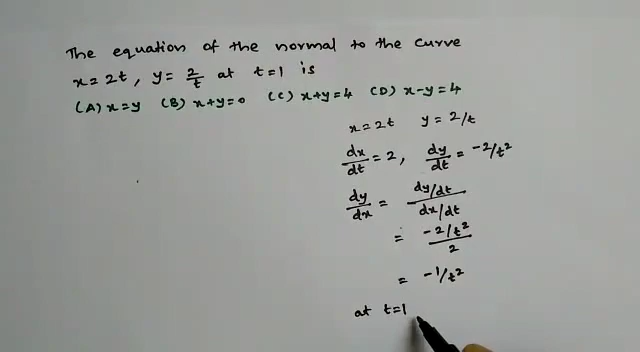 The equation of the normal to the curve
x = 2t , y = 2/t at t=1 is
(A) x=y (B) x+y=0 (C) x+y=4 (D) x-y=4
x=2t y=2/t
dx/dt = 2, dy/dt = -2/t²
dy/dx = (dy/dt)/(dx/dt)
= (-2/t²)/2
= -1/t²
at t=1